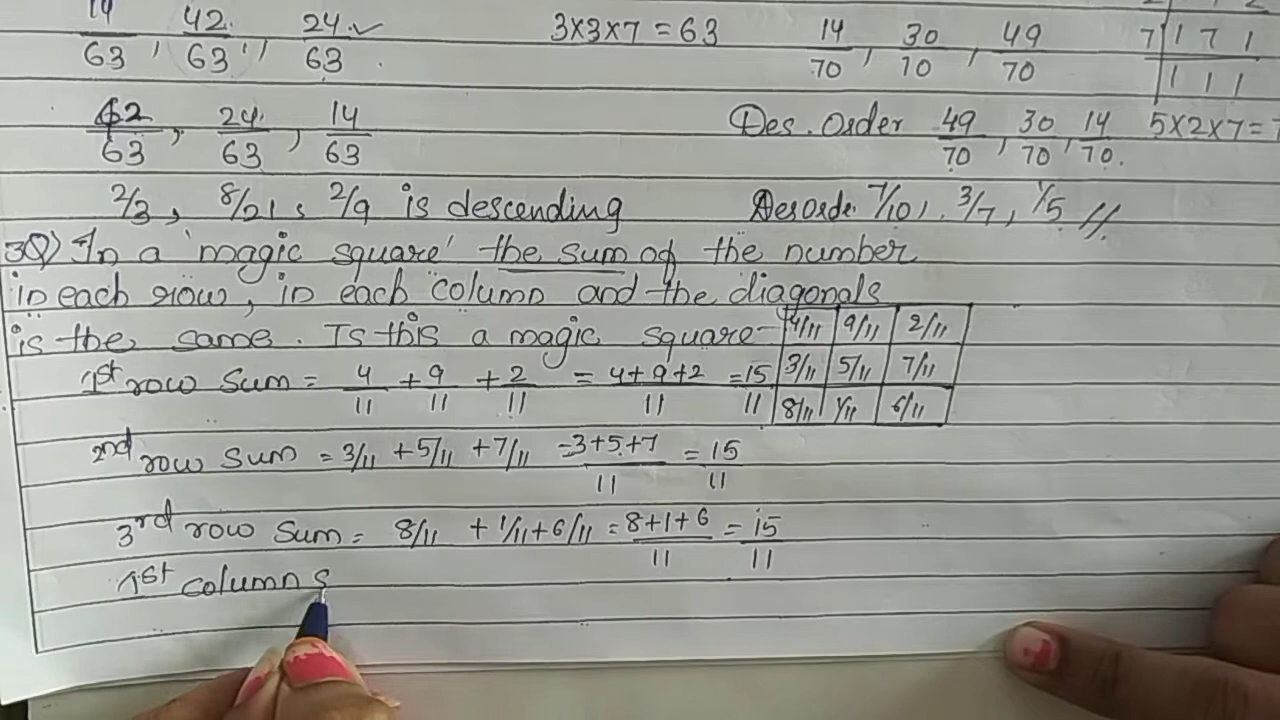 14/63, 42/63, 24/63
3×3×7 = 63
14/70, 30/70, 49/70
7 | 1 7 1
1 1 1
42/63, 24/63, 14/63
Des. Order 49/70, 30/70, 14/70.
5×2×7=7
2/3, 8/21, 2/9 is descending
Des Orde. 7/10, 3/7, 1/5 //
3Q) In a 'magic square' the sum of the number
in each row, in each column and the diagonals
is the same. Is this a magic square
4/11 9/11 2/11
3/11 5/11 7/11
8/11 1/11 6/11
1st row Sum = 4/11 + 9/11 + 2/11 = 4+9+2/11 = 15/11
2nd row Sum = 3/11 + 5/11 + 7/11 = 3+5+7/11 = 15/11
3rd row Sum = 8/11 + 1/11 + 6/11 = 8+1+6/11 = 15/11
1st column s